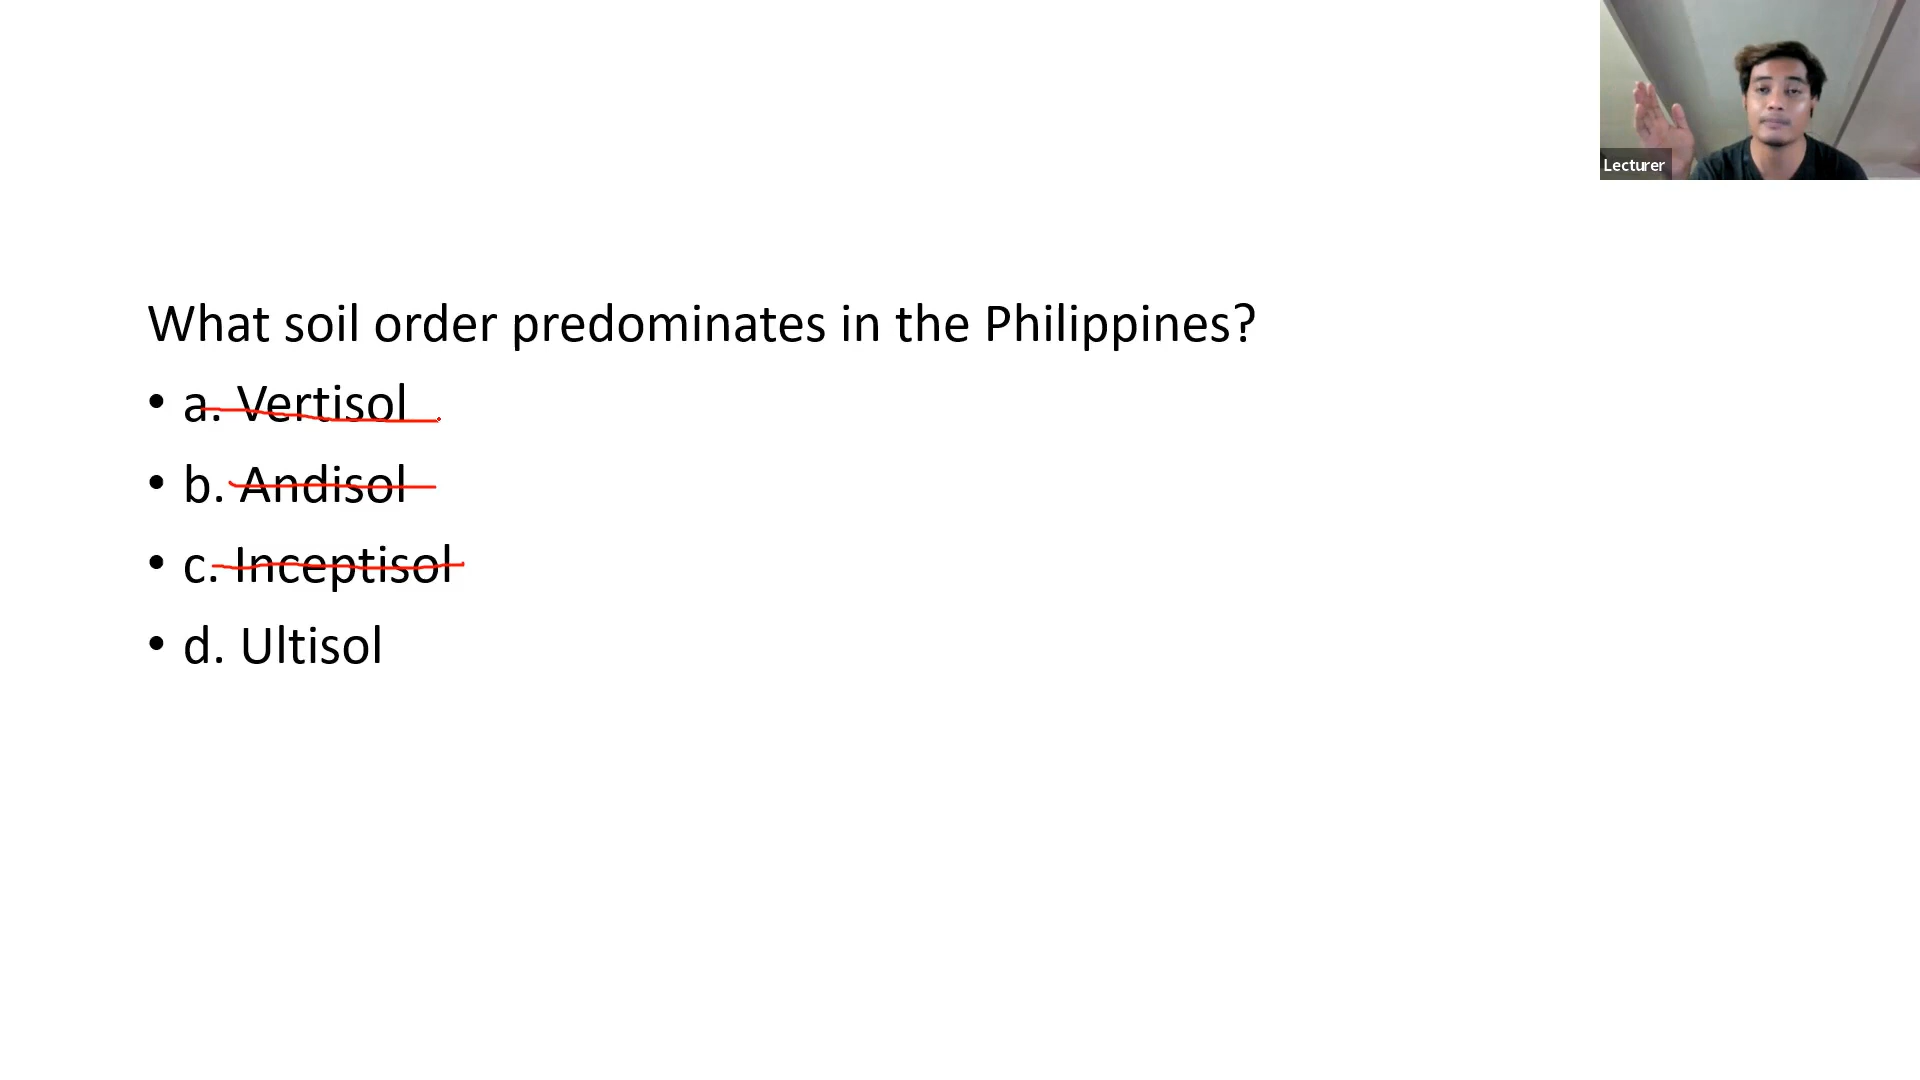 Lecturer
What soil order predominates in the Philippines?
• a. Vertisol
• b. Andisol
• c. Inceptisol
• d. Ultisol